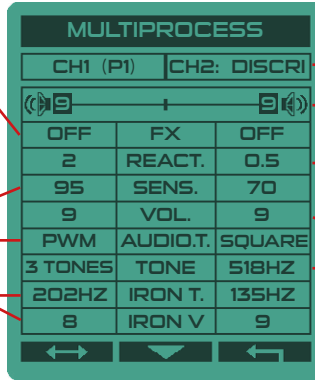 MULTIPROCESS
CH1 (P1) CH2: DISCRI
9 9
OFF FX OFF
2 REACT. 0.5
95 SENS. 70
9 VOL. 9
PWM AUDIO.T. SQUARE
3 TONES TONE 518HZ
202HZ IRON T. 135HZ
8 IRON V 9